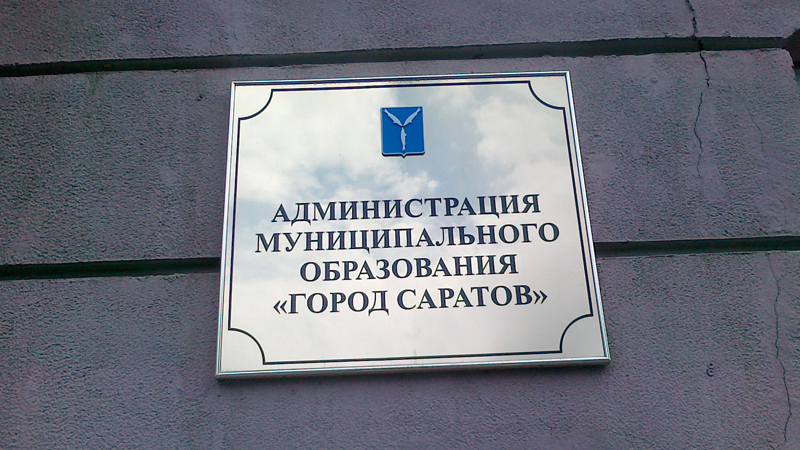 АДМИНИСТРАЦИЯ
МУНИЦИПАЛЬНОГО
ОБРАЗОВАНИЯ
«ГОРОД САРАТОВ»